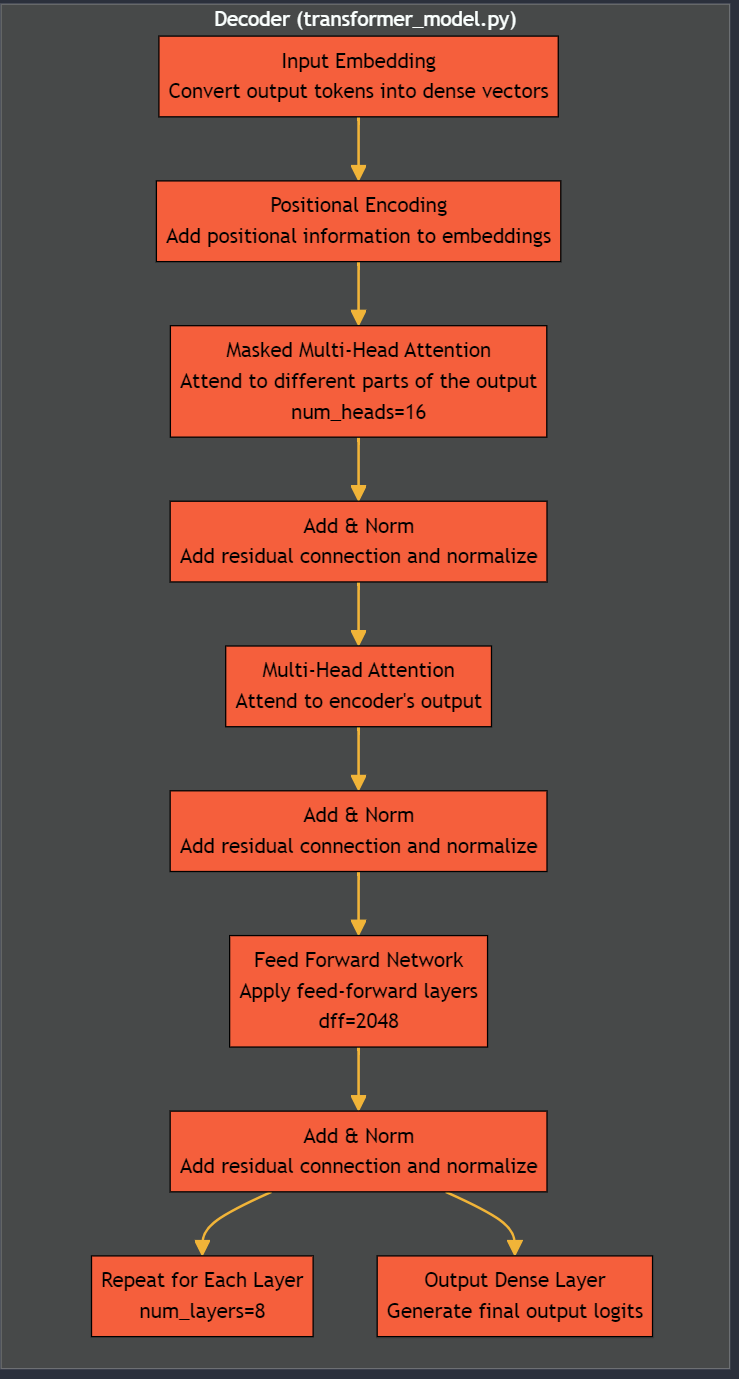 Decoder (transformer_model.py)
Input Embedding
Convert output tokens into dense vectors
Positional Encoding
Add positional information to embeddings
Masked Multi-Head Attention
Attend to different parts of the output
num_heads=16
Add & Norm
Add residual connection and normalize
Multi-Head Attention
Attend to encoder's output
Add & Norm
Add residual connection and normalize
Feed Forward Network
Apply feed-forward layers
dff=2048
Add & Norm
Add residual connection and normalize
Repeat for Each Layer
num_layers=8
Output Dense Layer
Generate final output logits